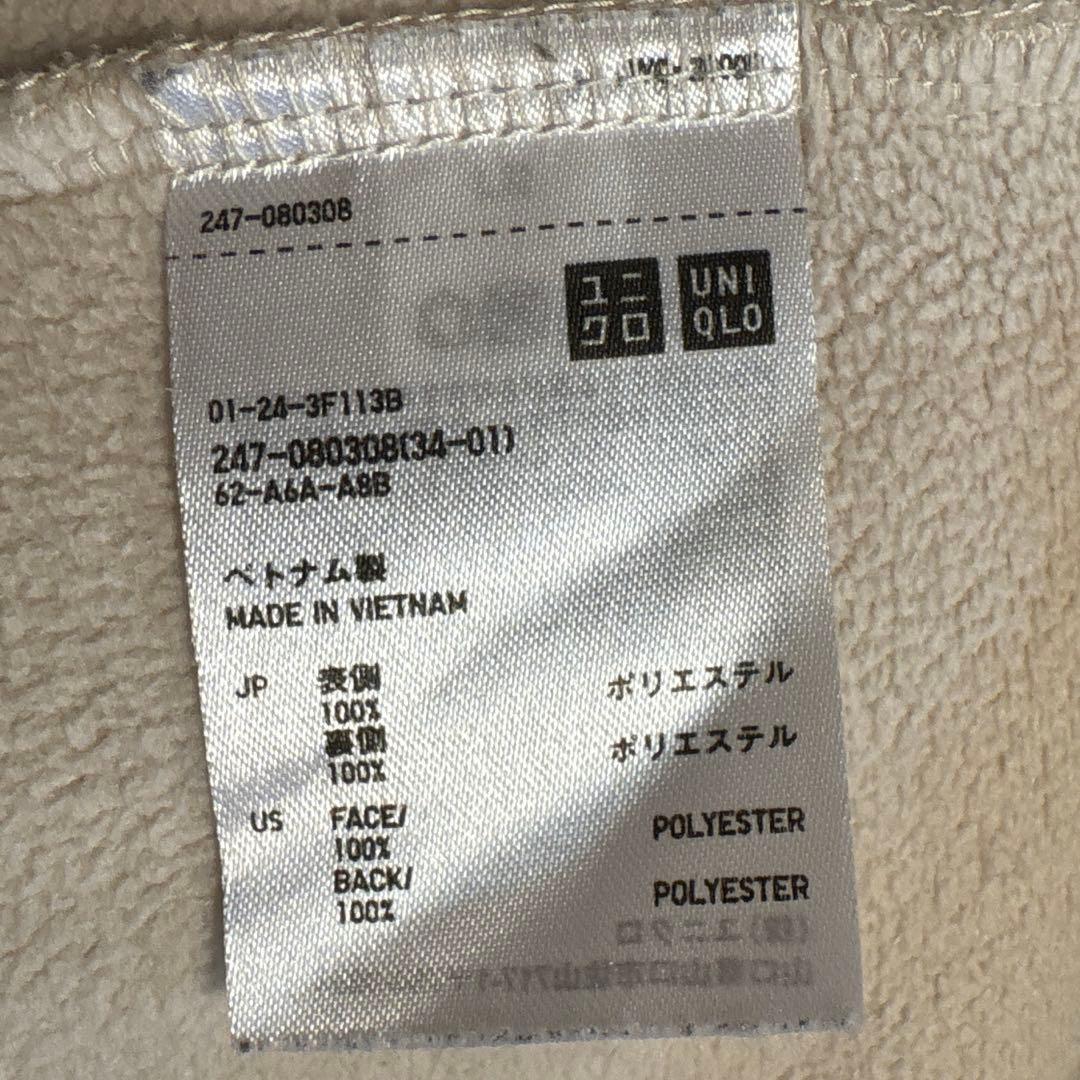 247-080308
ユニ
クロ
UNI
QLO
01-24-3F113B
247-080308(34-01)
62-A6A-A8B
ベトナム製
MADE IN VIETNAM
JP 表側 ポリエステル
100%
裏側 ポリエステル
100%
US FACE/ POLYESTER
100%
BACK/ POLYESTER
100%